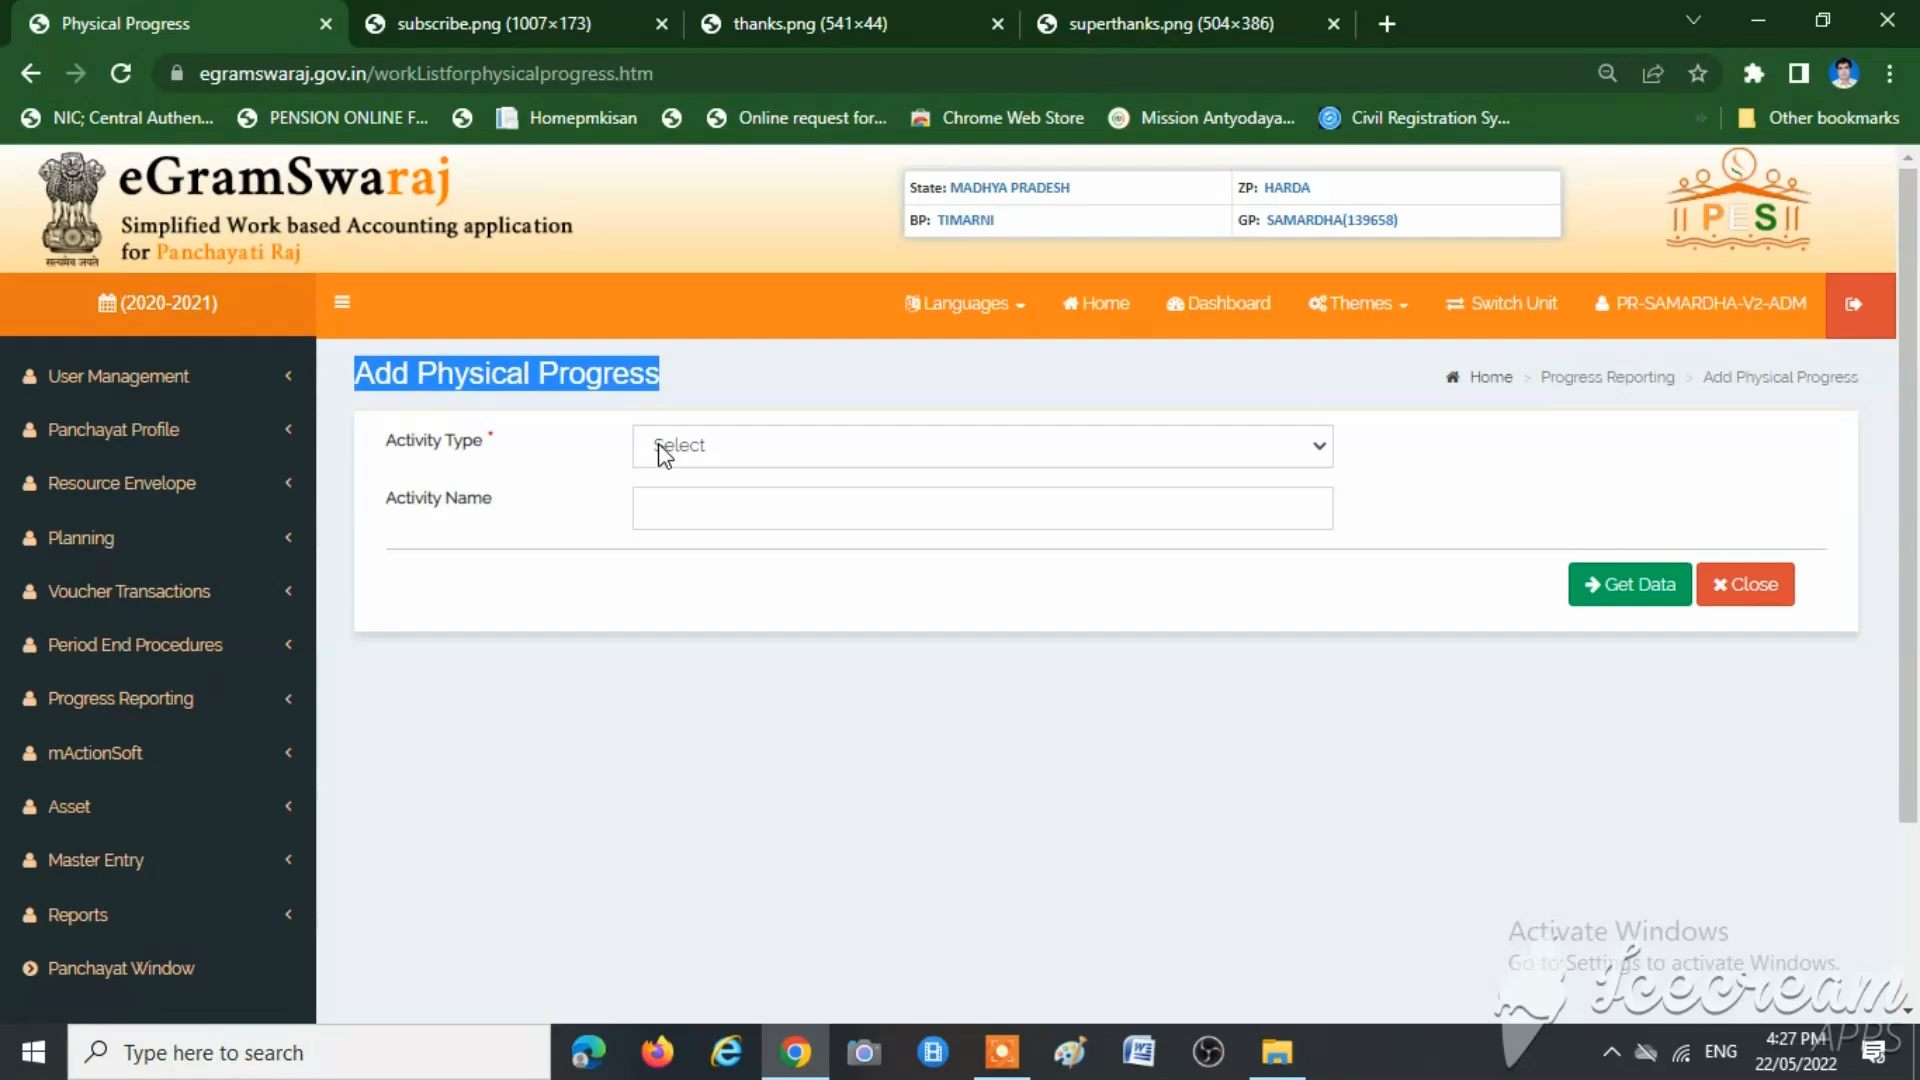 Physical Progress
subscribe.png (1007×173)
thanks.png (541×44)
superthanks.png (504×386)
egramswaraj.gov.in/workListforphysicalprogress.htm
NIC; Central Authen...
PENSION ONLINE F...
Homepmkisan
Online request for...
Chrome Web Store
Mission Antyodaya...
Civil Registration Sy...
Other bookmarks
eGramSwaraj
Simplified Work based Accounting application
for Panchayati Raj
सत्यमेव जयते
State: MADHYA PRADESH
ZP: HARDA
BP: TIMARNI
GP: SAMARDHA(139658)
PES
(2020-2021)
Languages
Home
Dashboard
Themes
Switch Unit
PR-SAMARDHA-V2-ADM
User Management
Panchayat Profile
Resource Envelope
Planning
Voucher Transactions
Period End Procedures
Progress Reporting
mActionSoft
Asset
Master Entry
Reports
Panchayat Window
Add Physical Progress
Home > Progress Reporting > Add Physical Progress
Activity Type *
Select
Activity Name
Get Data
Close
Activate Windows
Go to Settings to activate Windows.
Icecream
APPS
Type here to search
ENG
4:27 PM
22/05/2022